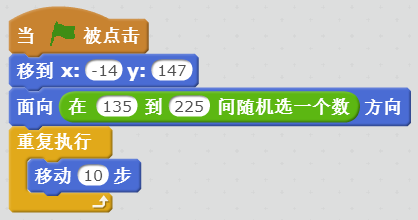 当 被点击
移到 x: -14 y: 147
面向 在 135 到 225 间随机选一个数 方向
重复执行
移动 10 步